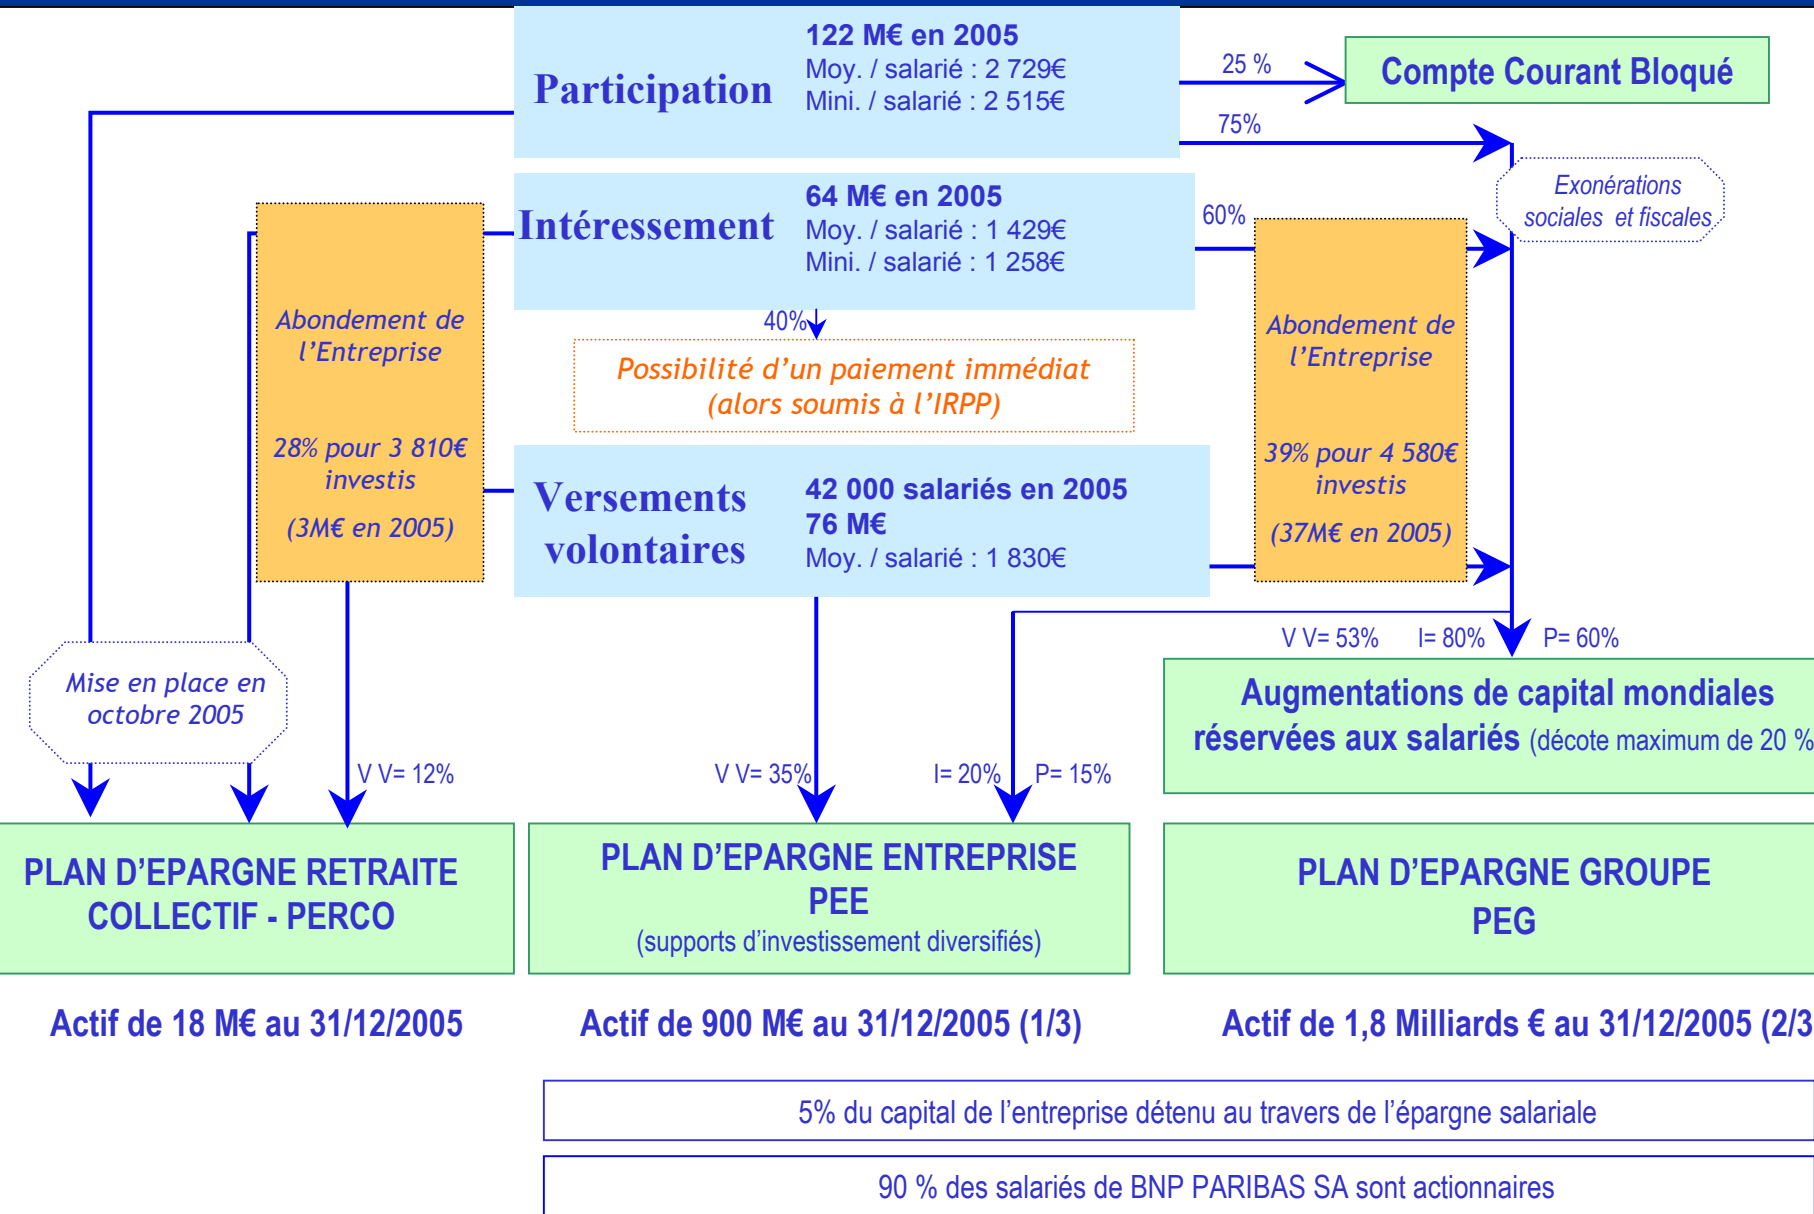 122 M€ en 2005
Participation
Moy. / salarié : 2 729€
Mini. / salarié : 2 515€
25 %
Compte Courant Bloqué
75%
Exonérations
sociales et fiscales
64 M€ en 2005
Intéressement
Moy. / salarié : 1 429€
Mini. / salarié : 1 258€
60%
40%
Possibilité d’un paiement immédiat
(alors soumis à l’IRPP)
Abondement de
l’Entreprise
28% pour 3 810€
investis
(3M€ en 2005)
Abondement de
l’Entreprise
39% pour 4 580€
investis
(37M€ en 2005)
Versements
volontaires
42 000 salariés en 2005
76 M€
Moy. / salarié : 1 830€
V V= 53%
I= 80%
P= 60%
Mise en place en
octobre 2005
Augmentations de capital mondiales
réservées aux salariés (décote maximum de 20 %
V V= 12%
V V= 35%
I= 20%
P= 15%
PLAN D’EPARGNE RETRAITE
COLLECTIF - PERCO
PLAN D’EPARGNE ENTREPRISE
PEE
(supports d’investissement diversifiés)
PLAN D’EPARGNE GROUPE
PEG
Actif de 18 M€ au 31/12/2005
Actif de 900 M€ au 31/12/2005 (1/3)
Actif de 1,8 Milliards € au 31/12/2005 (2/3
5% du capital de l’entreprise détenu au travers de l’épargne salariale
90 % des salariés de BNP PARIBAS SA sont actionnaires